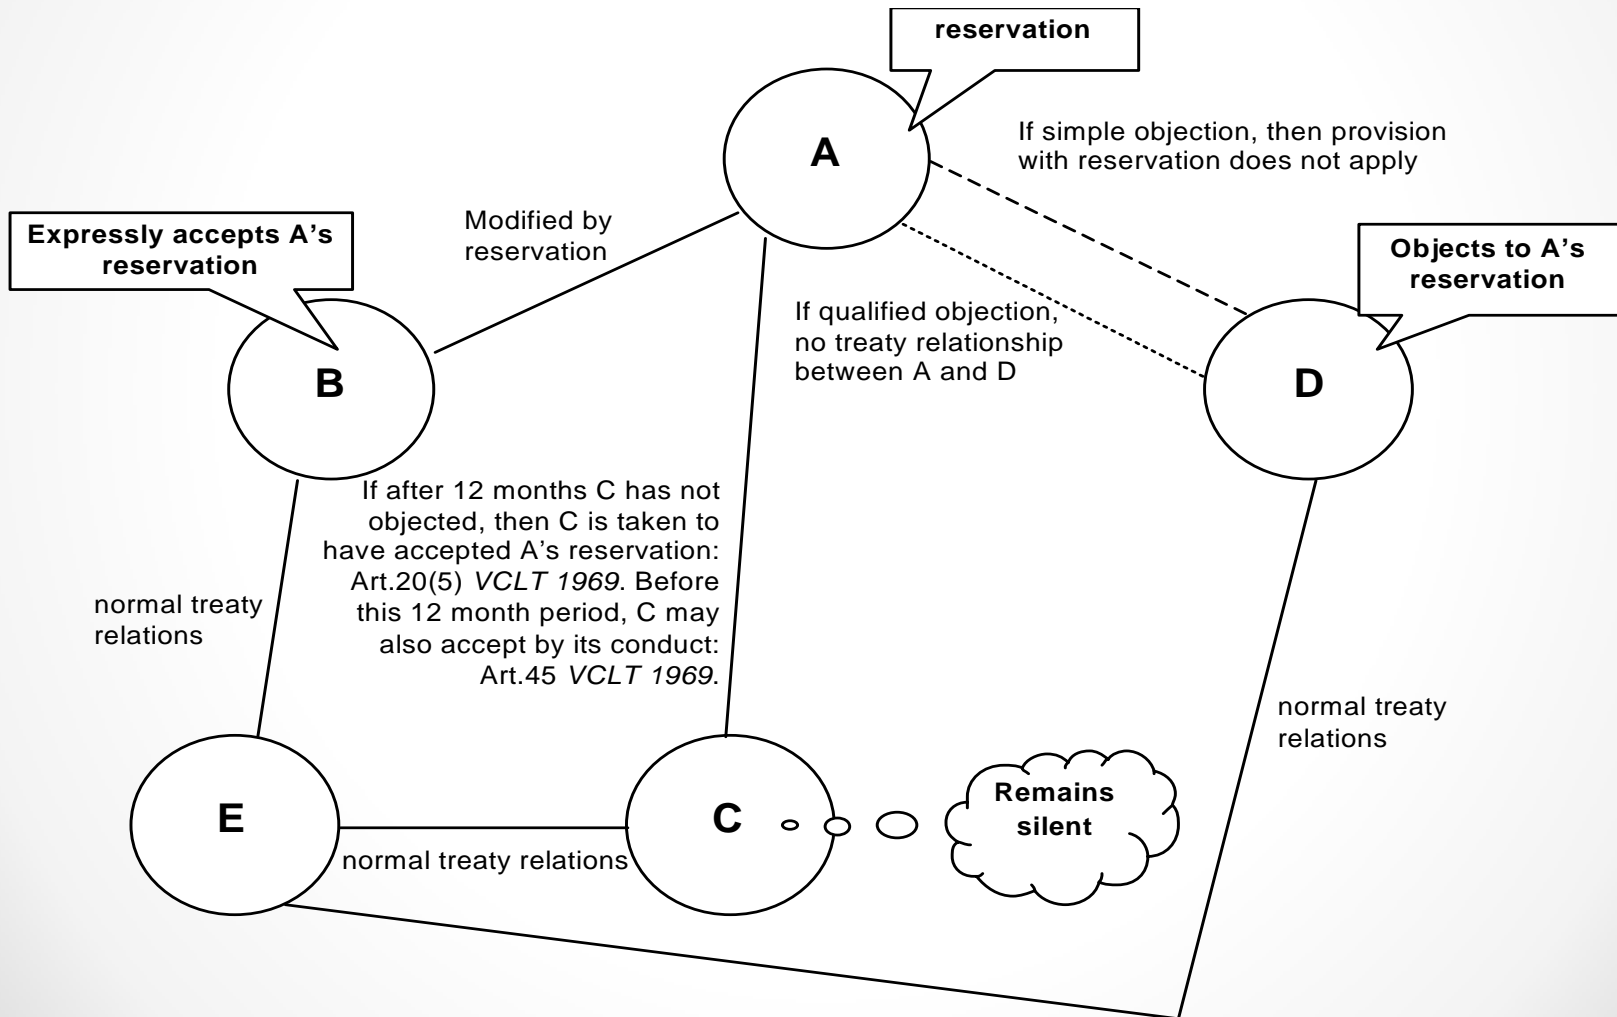 reservation
A
If simple objection, then provision
with reservation does not apply
Expressly accepts A's
reservation
Modified by
reservation
Objects to A's
reservation
If qualified objection,
no treaty relationship
between A and D
B
D
If after 12 months C has not
objected, then C is taken to
have accepted A's reservation:
Art.20(5) VCLT 1969. Before
this 12 month period, C may
also accept by its conduct:
Art.45 VCLT 1969.
normal treaty
relations
normal treaty
relations
E
C
Remains
silent
normal treaty relations